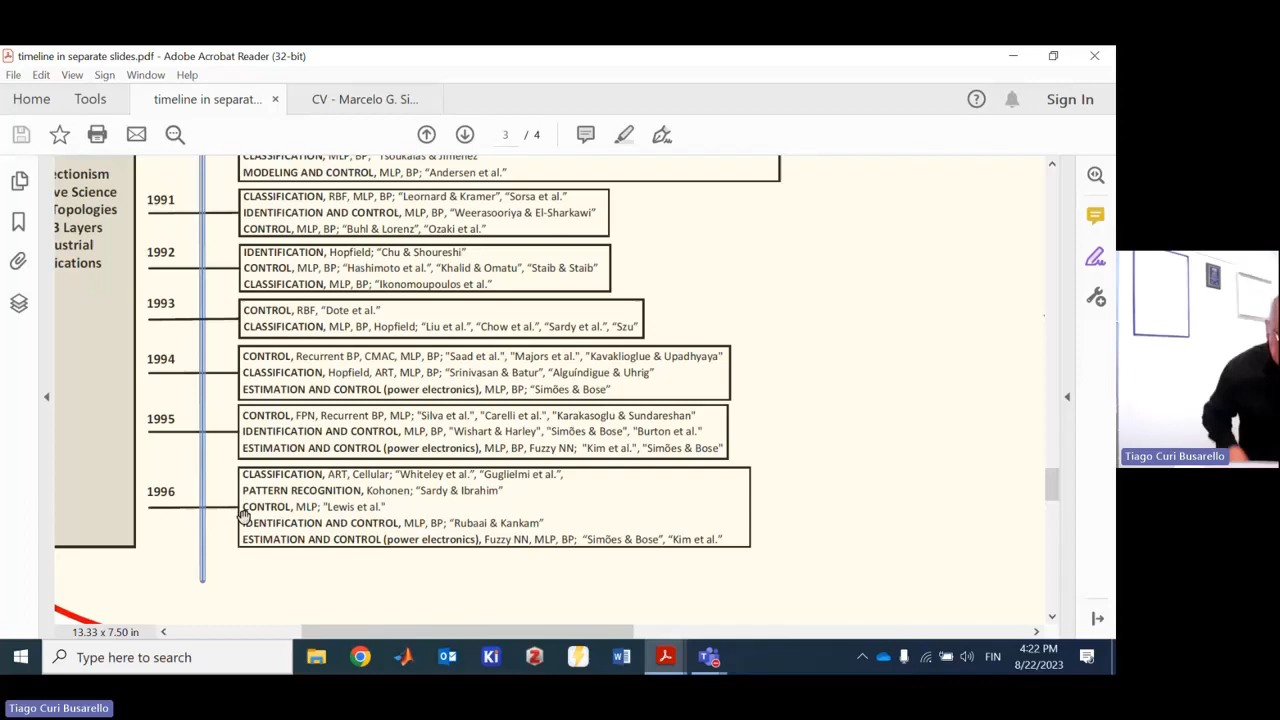 timeline in separate slides.pdf - Adobe Acrobat Reader (32-bit)
File Edit View Sign Window Help
Home Tools timeline in separat... × CV - Marcelo G. Si... Sign In
3 / 4
CLASSIFICATION, MLP, BP; "Tsoukalas & Jimenez"
MODELING AND CONTROL, MLP, BP; "Andersen et al."
ectionism
ve Science
Topologies
3 Layers
ustrial
ications
1991
CLASSIFICATION, RBF, MLP, BP; “Leornard & Kramer”, “Sorsa et al.”
IDENTIFICATION AND CONTROL, MLP, BP, “Weerasooriya & El-Sharkawi”
CONTROL, MLP, BP; “Buhl & Lorenz”, “Ozaki et al.”
1992
IDENTIFICATION, Hopfield; “Chu & Shoureshi”
CONTROL, MLP, BP; “Hashimoto et al.”, “Khalid & Omatu”, “Staib & Staib”
CLASSIFICATION, MLP, BP; “Ikonomoupoulos et al.”
1993
CONTROL, RBF, “Dote et al.”
CLASSIFICATION, MLP, BP, Hopfield; “Liu et al.”, “Chow et al.”, “Sardy et al.”, “Szu”
1994
CONTROL, Recurrent BP, CMAC, MLP, BP; "Saad et al.", "Majors et al.", "Kavaklioglue & Upadhyaya"
CLASSIFICATION, Hopfield, ART, MLP, BP; “Srinivasan & Batur”, “Alguíndigue & Uhrig”
ESTIMATION AND CONTROL (power electronics), MLP, BP; “Simões & Bose”
1995
CONTROL, FPN, Recurrent BP, MLP; "Silva et al.", "Carelli et al.", "Karakasoglu & Sundareshan"
IDENTIFICATION AND CONTROL, MLP, BP, "Wishart & Harley", "Simões & Bose", "Burton et al."
ESTIMATION AND CONTROL (power electronics), MLP, BP, Fuzzy NN; "Kim et al.", "Simões & Bose"
1996
CLASSIFICATION, ART, Cellular; “Whiteley et al.”, “Guglielmi et al.”,
PATTERN RECOGNITION, Kohonen; “Sardy & Ibrahim”
CONTROL, MLP; "Lewis et al."
IDENTIFICATION AND CONTROL, MLP, BP; “Rubaai & Kankam”
ESTIMATION AND CONTROL (power electronics), Fuzzy NN, MLP, BP; “Simões & Bose”, “Kim et al.”
13.33 x 7.50 in
Tiago Curi Busarello
Type here to search
FIN
4:22 PM
8/22/2023
Tiago Curi Busarello